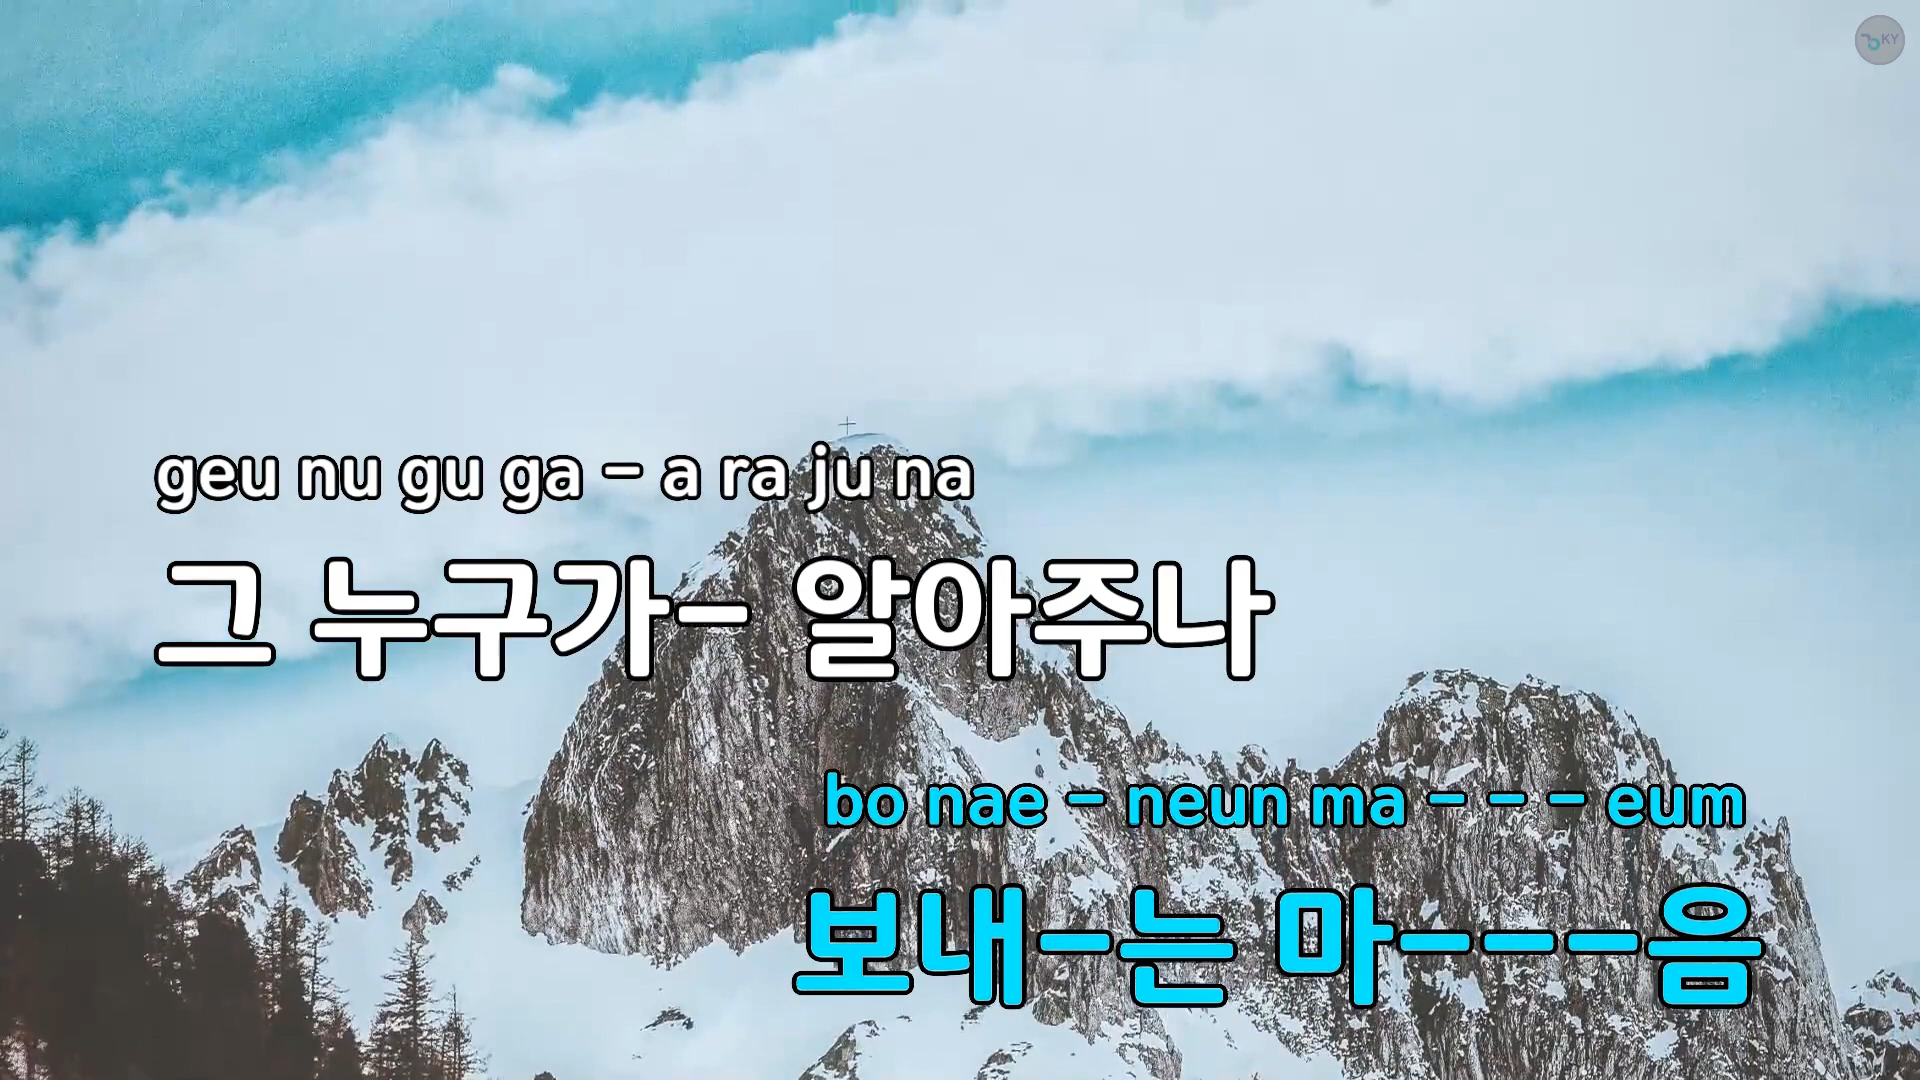 KY
geu nu gu ga - a ra ju na
그 누구가- 알아주나
bo nae - neun ma - - - eum
보내-는 마---음